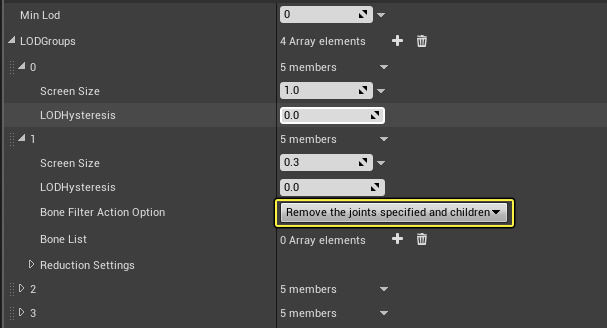 Min Lod 0
LODGroups 4 Array elements
0 5 members
Screen Size 1.0
LODHysteresis 0.0
1 5 members
Screen Size 0.3
LODHysteresis 0.0
Bone Filter Action Option Remove the joints specified and children
Bone List 0 Array elements
Reduction Settings
2 5 members
3 5 members